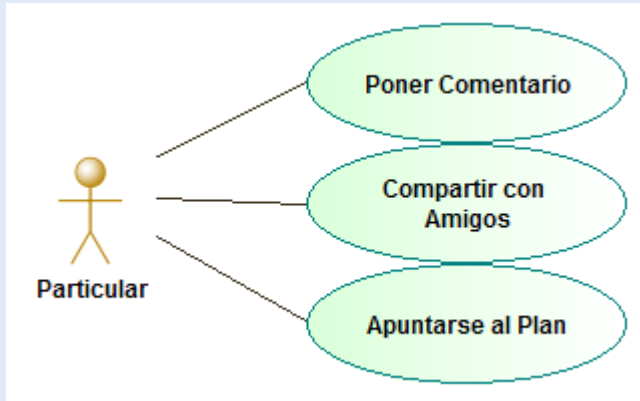 Poner Comentario
Compartir con
Amigos
Particular
Apuntarse al Plan